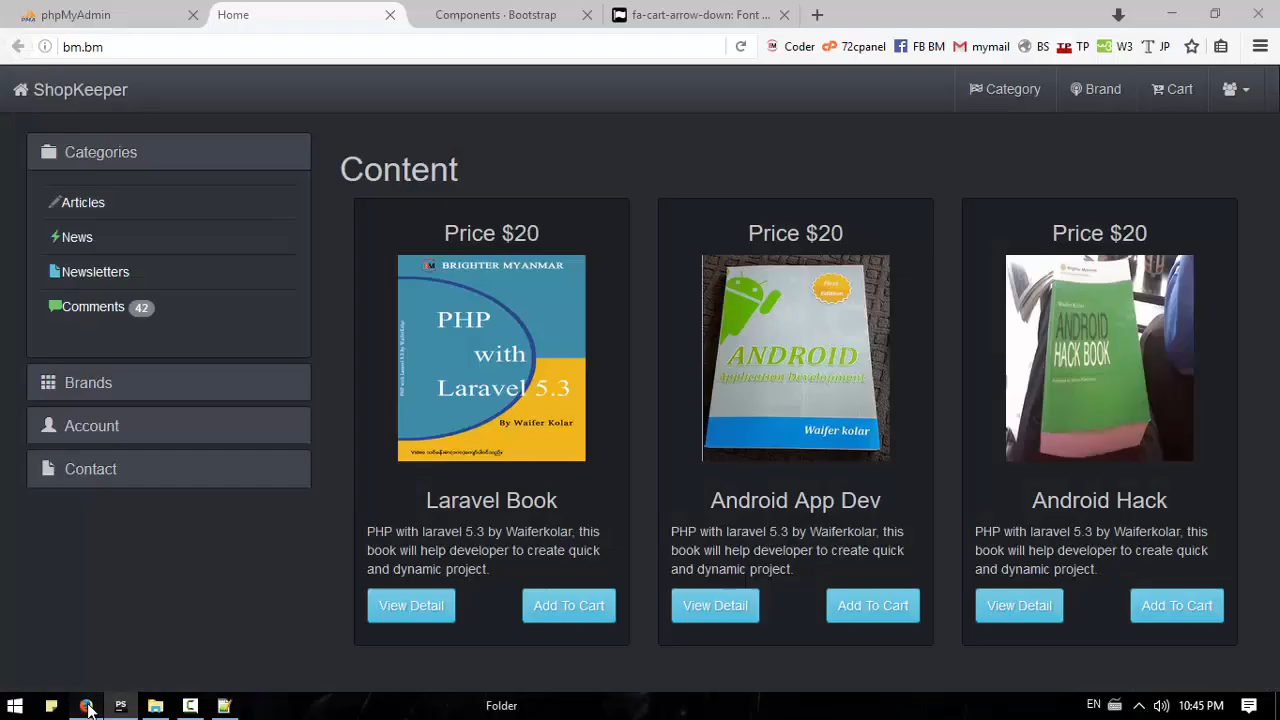 phpMyAdmin
Home
Components · Bootstrap
fa-cart-arrow-down: Font ...
bm.bm
Coder
72cpanel
FB BM
mymail
BS
TP
W3
JP
ShopKeeper
Category
Brand
Cart
Categories
Articles
News
Newsletters
Comments 42
Brands
Account
Contact
Content
Price $20
BRIGHTER MYANMAR
PHP
with
Laravel 5.3
By Waifer Kolar
Laravel Book
PHP with laravel 5.3 by Waiferkolar, this
book will help developer to create quick
and dynamic project.
View Detail
Add To Cart
Price $20
First
Edition
ANDROID
Application Development
Waifer kolar
Android App Dev
PHP with laravel 5.3 by Waiferkolar, this
book will help developer to create quick
and dynamic project.
View Detail
Add To Cart
Price $20
ANDROID
HACK BOOK
Android Hack
PHP with laravel 5.3 by Waiferkolar, this
book will help developer to create quick
and dynamic project.
View Detail
Add To Cart
PS
Folder
EN
10:45 PM